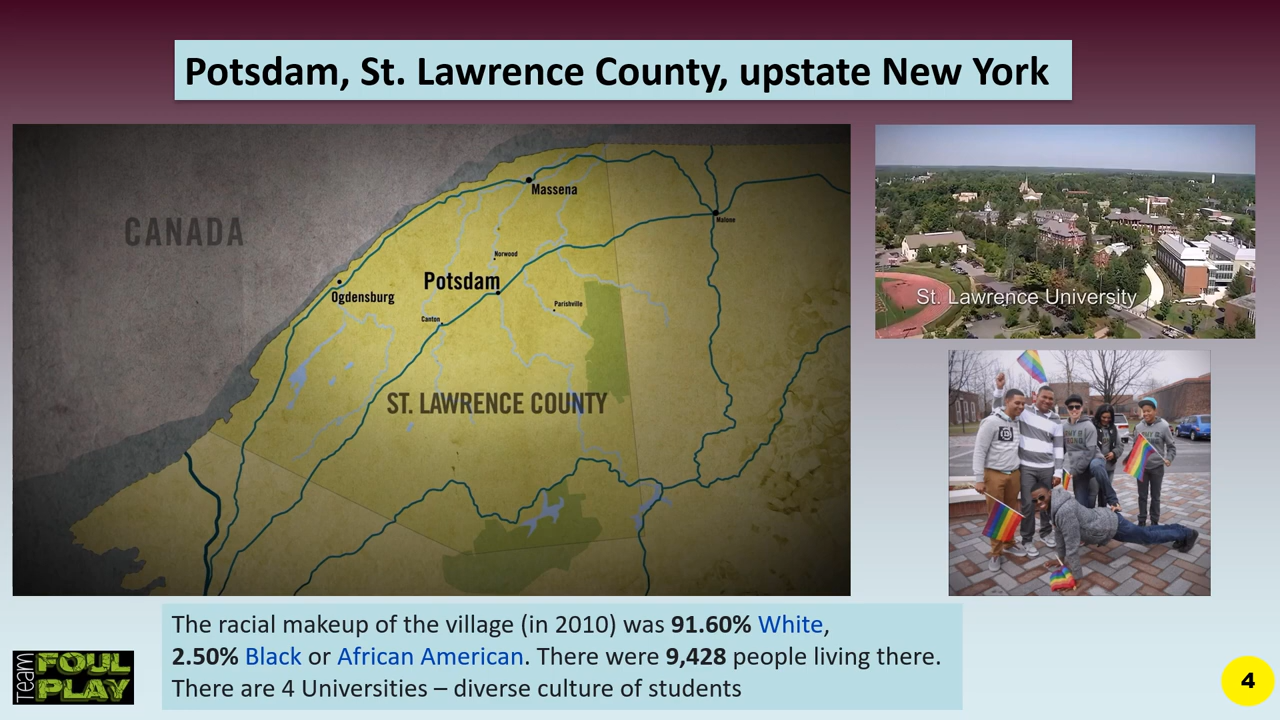 Potsdam, St. Lawrence County, upstate New York
CANADA
Massena
Malone
Norwood
Potsdam
Ogdensburg
Parishville
Canton
ST. LAWRENCE COUNTY
St. Lawrence University
The racial makeup of the village (in 2010) was 91.60% White,
2.50% Black or African American. There were 9,428 people living there.
There are 4 Universities – diverse culture of students
team
FOUL
PLAY
4